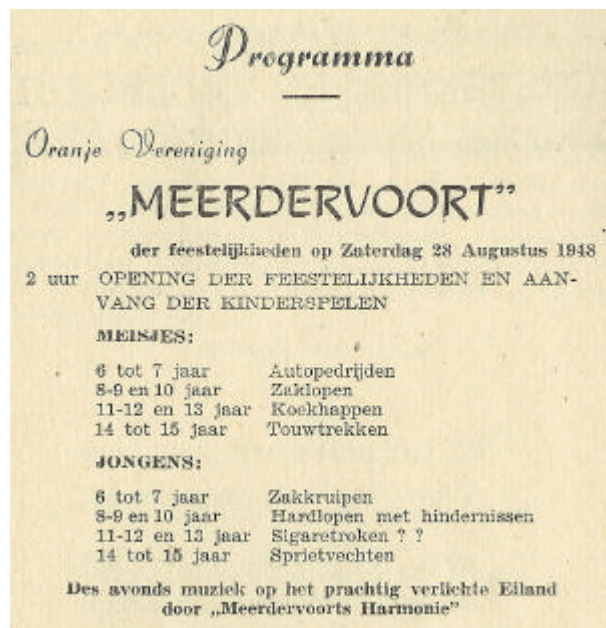 Programma
Oranje Vereniging
„MEERDERVOORT”
der feestelijkheden op Zaterdag 28 Augustus 1948
2 uur OPENING DER FEESTELIJKHEDEN EN AAN-
VANG DER KINDERSPELEN
MEISJES:
6 tot 7 jaar Autopedrijden
8-9 en 10 jaar Zaklopen
11-12 en 13 jaar Koekhappen
14 tot 15 jaar Touwtrekken
JONGENS:
6 tot 7 jaar Zakkruipen
8-9 en 10 jaar Hardlopen met hindernissen
11-12 en 13 jaar Sigaretroken ? ?
14 tot 15 jaar Sprietvechten
Des avonds muziek op het prachtig verlichte Eiland
door „Meerdervoorts Harmonie”